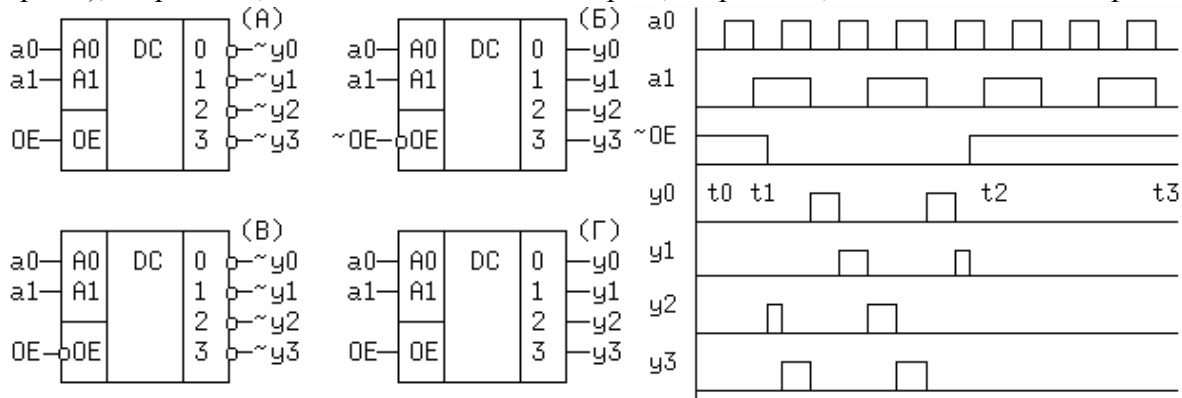 (А)
a0 A0 DC 0 ~y0
a1 A1 1 ~y1
2 ~y2
OE OE 3 ~y3
(Б)
a0 A0 DC 0 y0
a1 A1 1 y1
2 y2
~OE OE 3 y3
(В)
a0 A0 DC 0 ~y0
a1 A1 1 ~y1
2 ~y2
OE OE 3 ~y3
(Г)
a0 A0 DC 0 y0
a1 A1 1 y1
2 y2
OE OE 3 y3
a0
a1
~OE
y0 t0 t1 t2 t3
y1
y2
y3